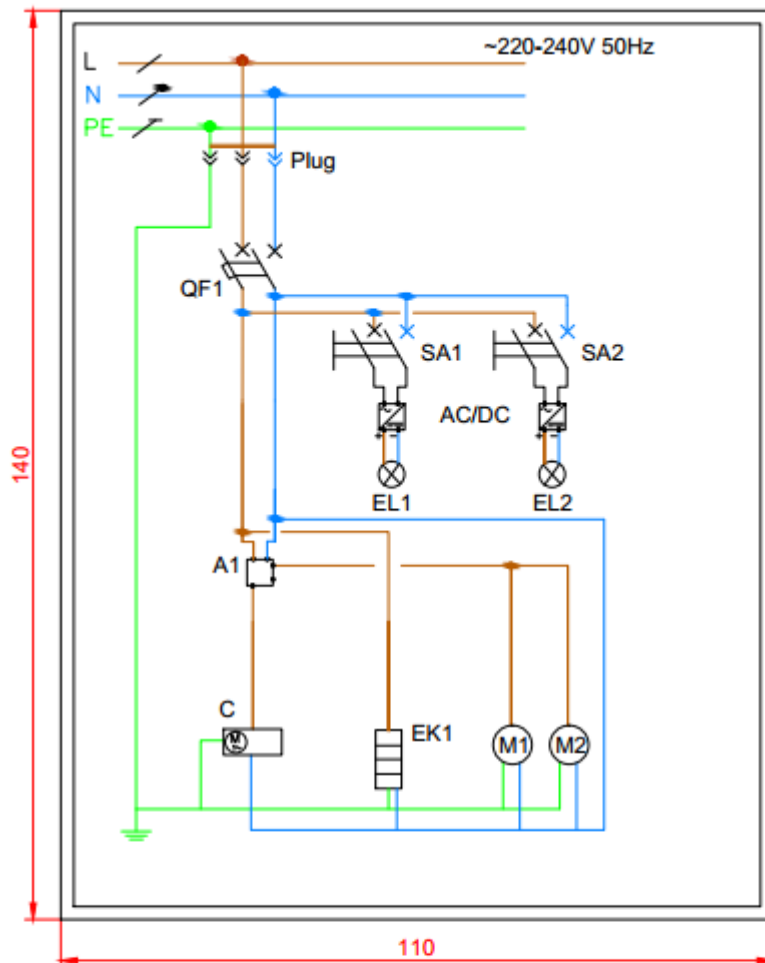 ~220-240V 50Hz
L
N
PE
Plug
QF1
SA1
SA2
AC/DC
+ -
+ -
EL1
EL2
A1
C
M
EK1
M1
M2
140
110